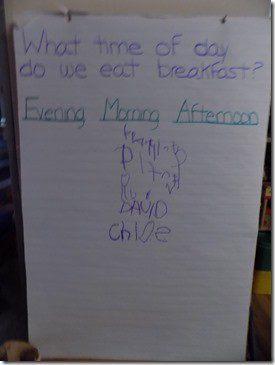 What time of day
do we eat breakfast?
Evening Morning Afternoon
DAVID
Chloe